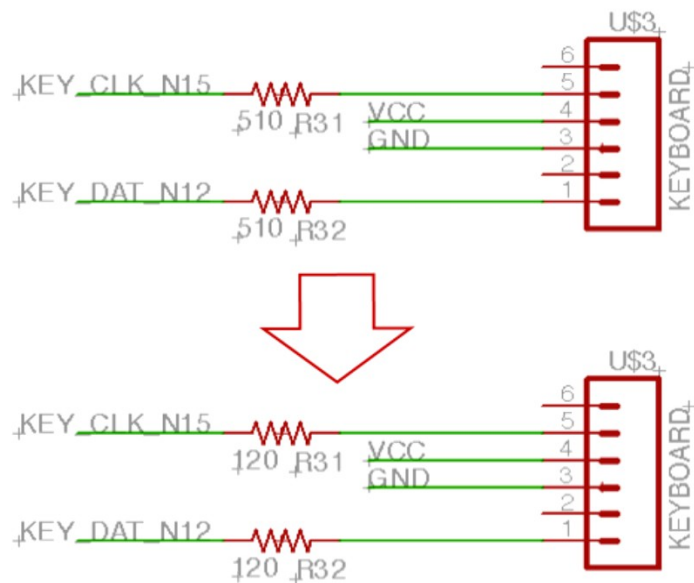 U$3
6
KEY_CLK_N15
5
510 R31
VCC
4
GND
3
2
KEY_DAT_N12
1
510 R32
KEYBOARD
U$3
6
KEY_CLK_N15
5
120 R31
VCC
4
GND
3
2
KEY_DAT_N12
1
120 R32
KEYBOARD